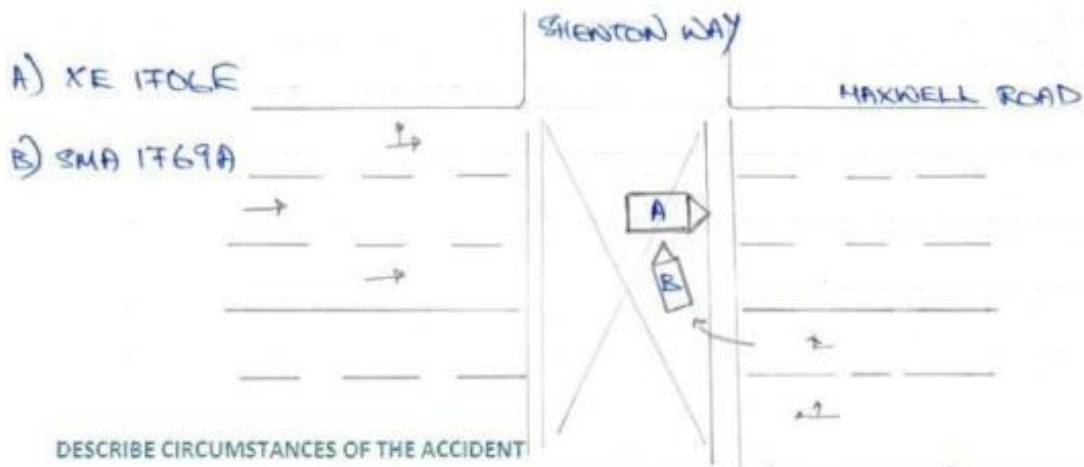 SHENTON WAY
A) XE 1706E
MAXWELL ROAD
B) SMA 1769A
A
B
DESCRIBE CIRCUMSTANCES OF THE ACCIDENT